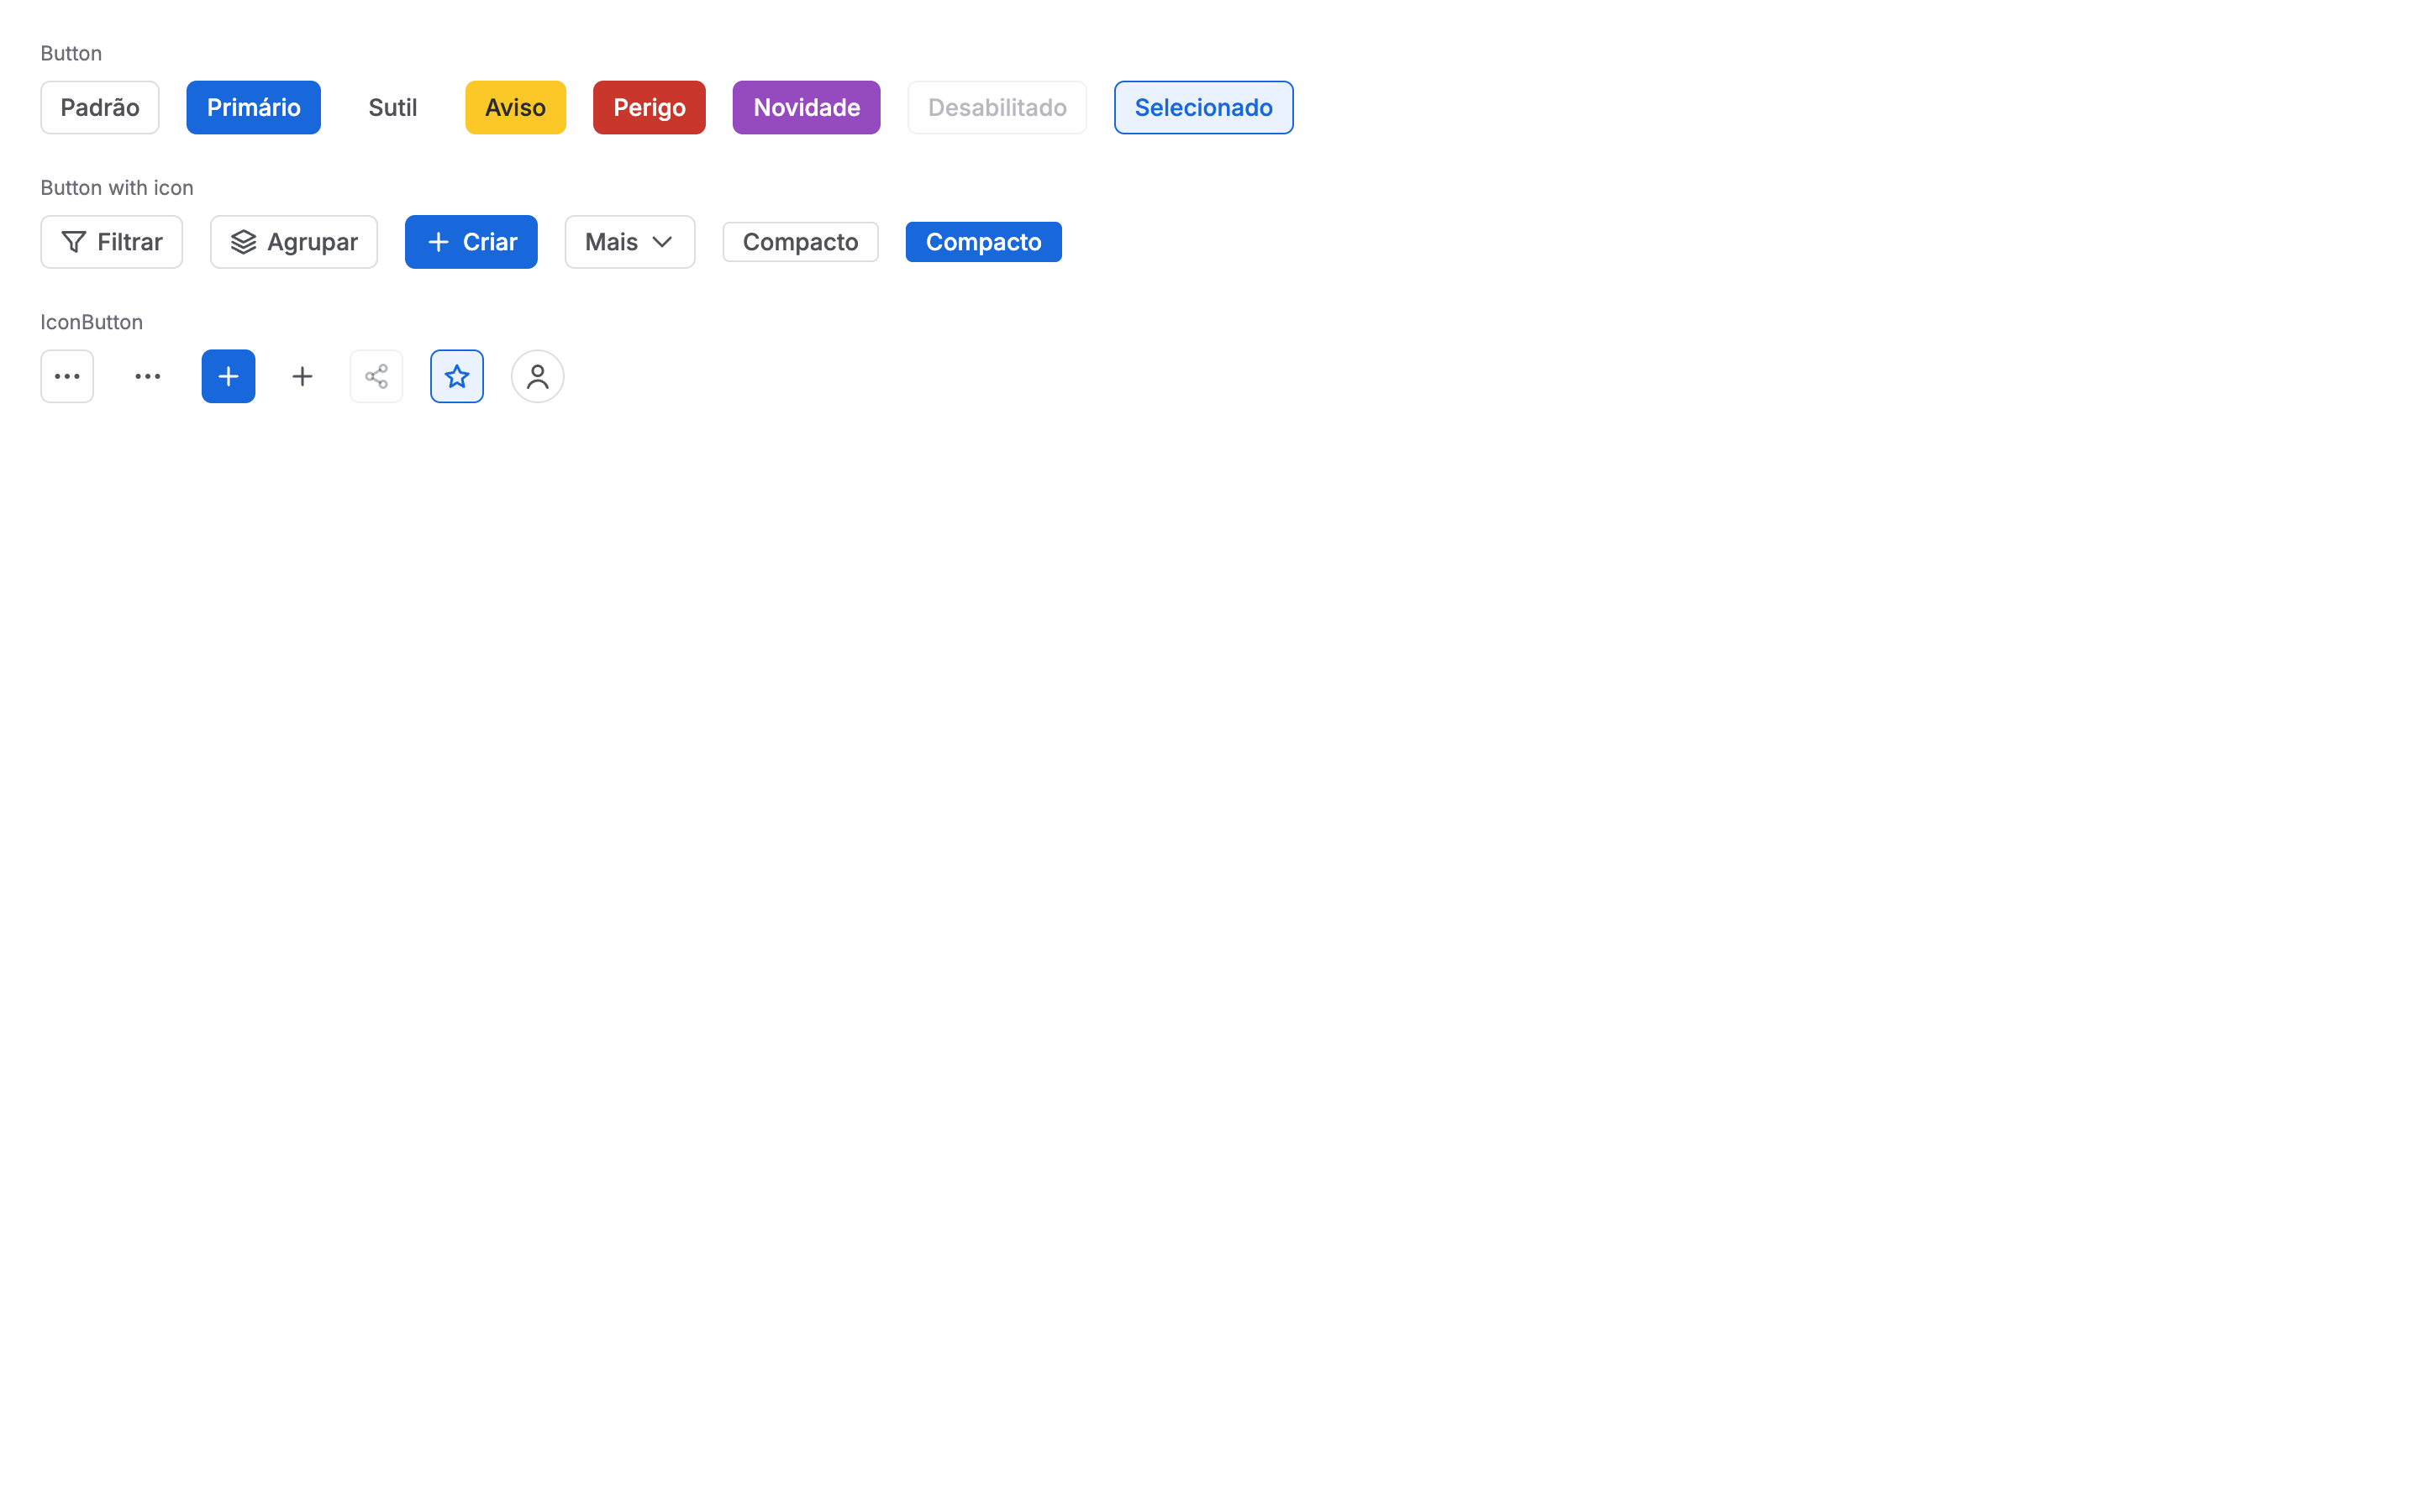 Button
Padrão Primário Sutil Aviso Perigo Novidade Desabilitado Selecionado
Button with icon
Filtrar Agrupar Criar Mais Compacto Compacto
IconButton